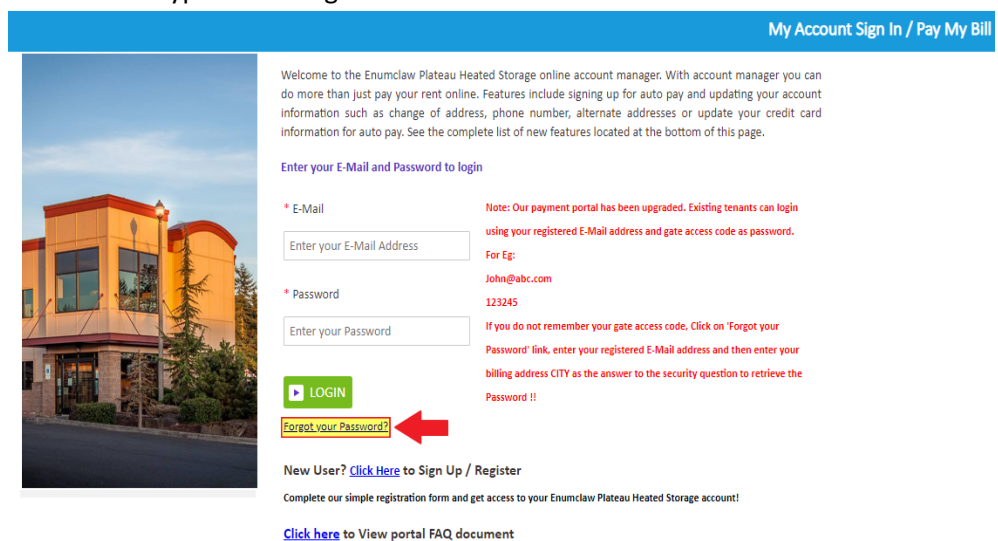 My Account Sign In / Pay My Bill
Welcome to the Enumclaw Plateau Heated Storage online account manager. With account manager you can
do more than just pay your rent online. Features include signing up for auto pay and updating your account
information such as change of address, phone number, alternate addresses or update your credit card
information for auto pay. See the complete list of new features located at the bottom of this page.
Enter your E-Mail and Password to login
* E-Mail
Enter your E-Mail Address
* Password
Enter your Password
LOGIN
Forgot your Password?
Note: Our payment portal has been upgraded. Existing tenants can login
using your registered E-Mail address and gate access code as password.
For Eg:
John@abc.com
123245
If you do not remember your gate access code, Click on 'Forgot your
Password' link, enter your registered E-Mail address and then enter your
billing address CITY as the answer to the security question to retrieve the
Password !!
New User? Click Here to Sign Up / Register
Complete our simple registration form and get access to your Enumclaw Plateau Heated Storage account!
Click here to View portal FAQ document